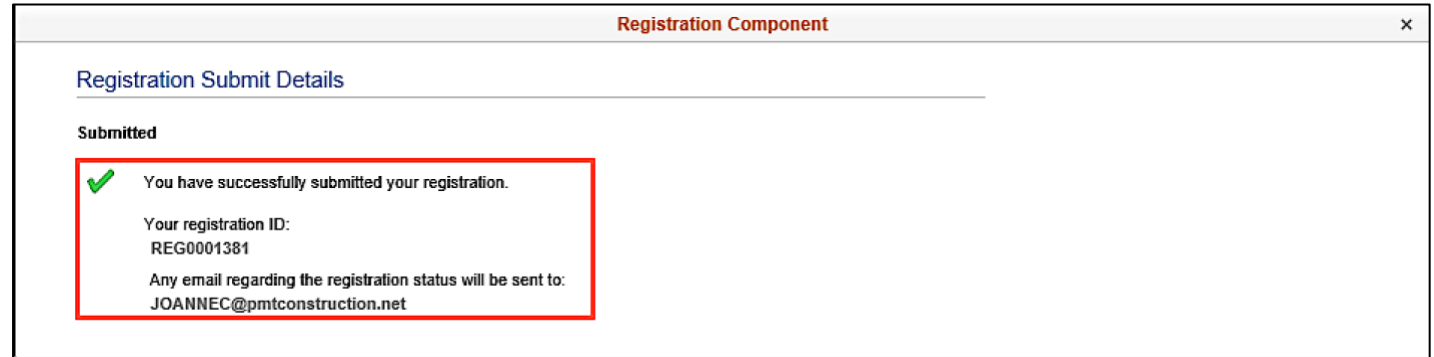 Registration Component
×
Registration Submit Details
Submitted
You have successfully submitted your registration.
Your registration ID:
REG0001381
Any email regarding the registration status will be sent to:
JOANNEC@pmtconstruction.net